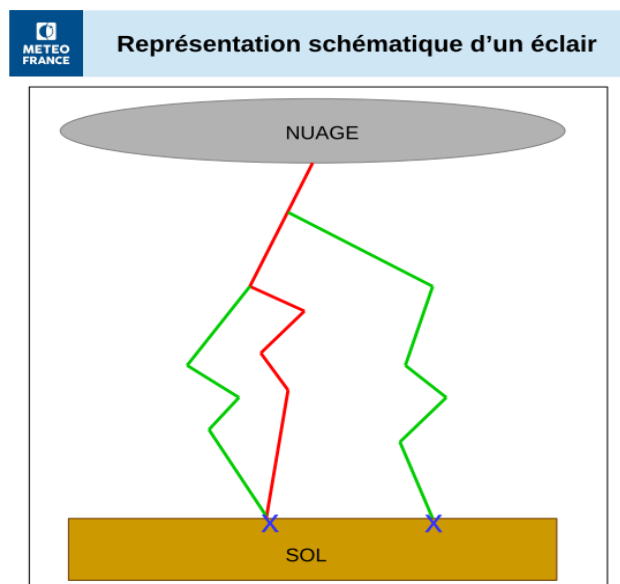 METEO
FRANCE
Représentation schématique d’un éclair
NUAGE
X X
SOL